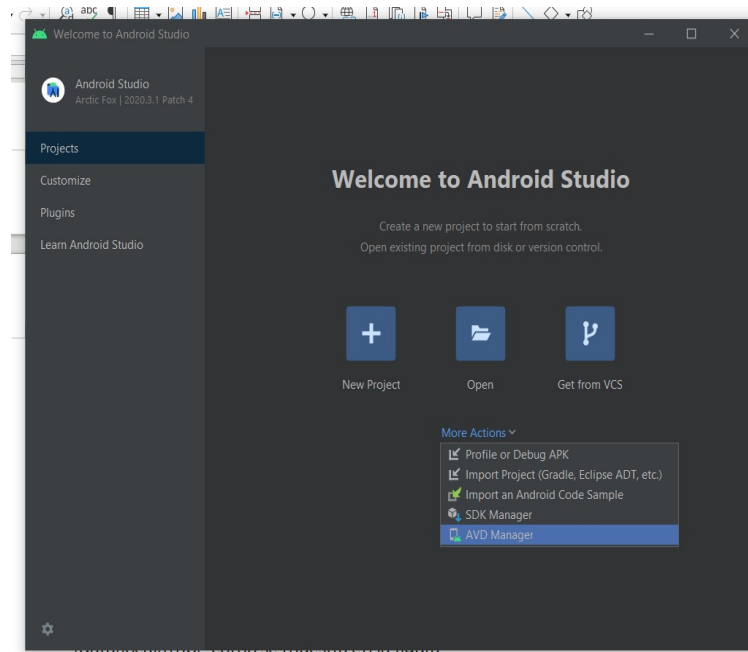 Welcome to Android Studio
Android Studio
Arctic Fox | 2020.3.1 Patch 4
Projects
Customize
Plugins
Learn Android Studio
Welcome to Android Studio
Create a new project to start from scratch.
Open existing project from disk or version control.
New Project
Open
Get from VCS
More Actions
Profile or Debug APK
Import Project (Gradle, Eclipse ADT, etc.)
Import an Android Code Sample
SDK Manager
AVD Manager